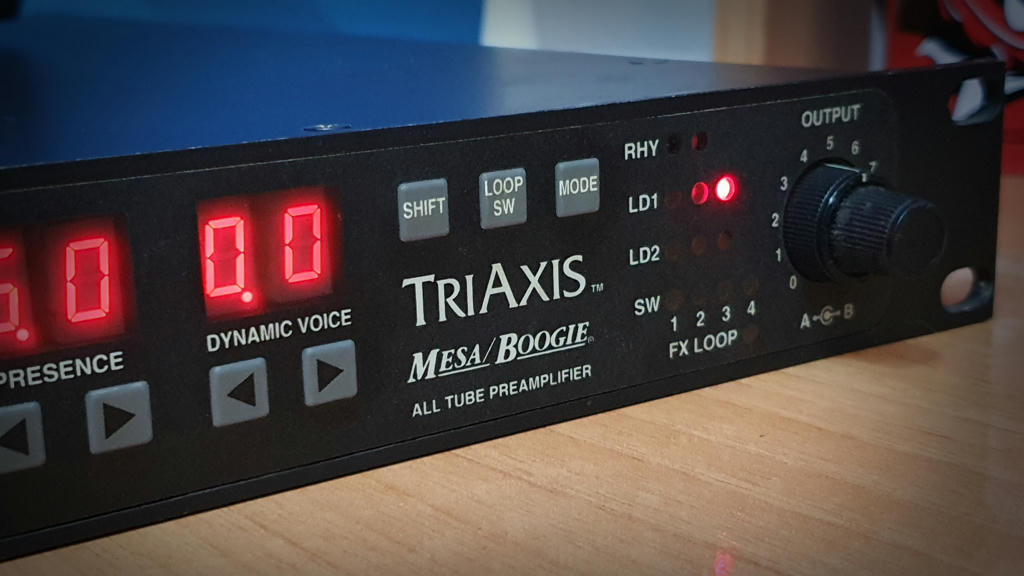 5.0
PRESENCE
0.0
DYNAMIC VOICE
SHIFT
LOOP
SW
MODE
TRIAXIS™
MESA/BOOGIE®
ALL TUBE PREAMPLIFIER
RHY
LD1
LD2
SW
1 2 3 4
FX LOOP
OUTPUT
0 1 2 3 4 5 6 7
A B